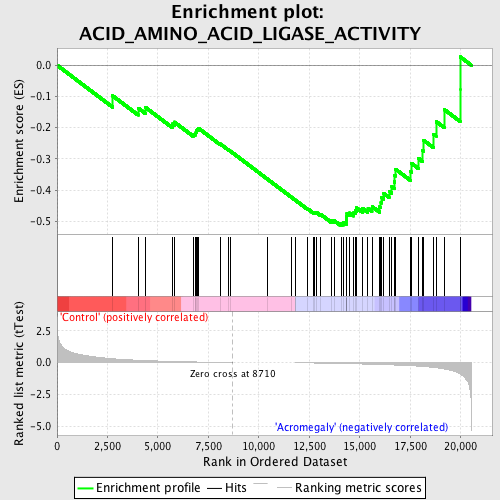 Enrichment plot:
ACID_AMINO_ACID_LIGASE_ACTIVITY
Enrichment score (ES)
0.0
-0.1
-0.2
-0.3
-0.4
-0.5
Ranked list metric (tTest)
'Control' (positively correlated)
2.5
0.0
-2.5
-5.0
Zero cross at 8710
'Acromegaly' (negatively correlated)
0 2,500 5,000 7,500 10,000 12,500 15,000 17,500 20,000
Rank in Ordered Dataset
Enrichment profile Hits Ranking metric scores